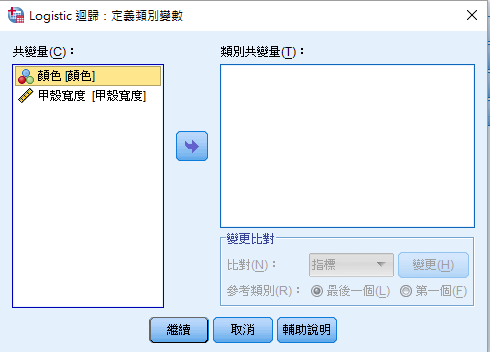 Logistic 迴歸：定義類別變數
共變量(C)：
類別共變量(T)：
顏色 [顏色]
甲殼寬度 [甲殼寬度]
變更比對
比對(N)：
指標
變更(H)
參考類別(R)：
最後一個(L)
第一個(F)
繼續
取消
輔助說明